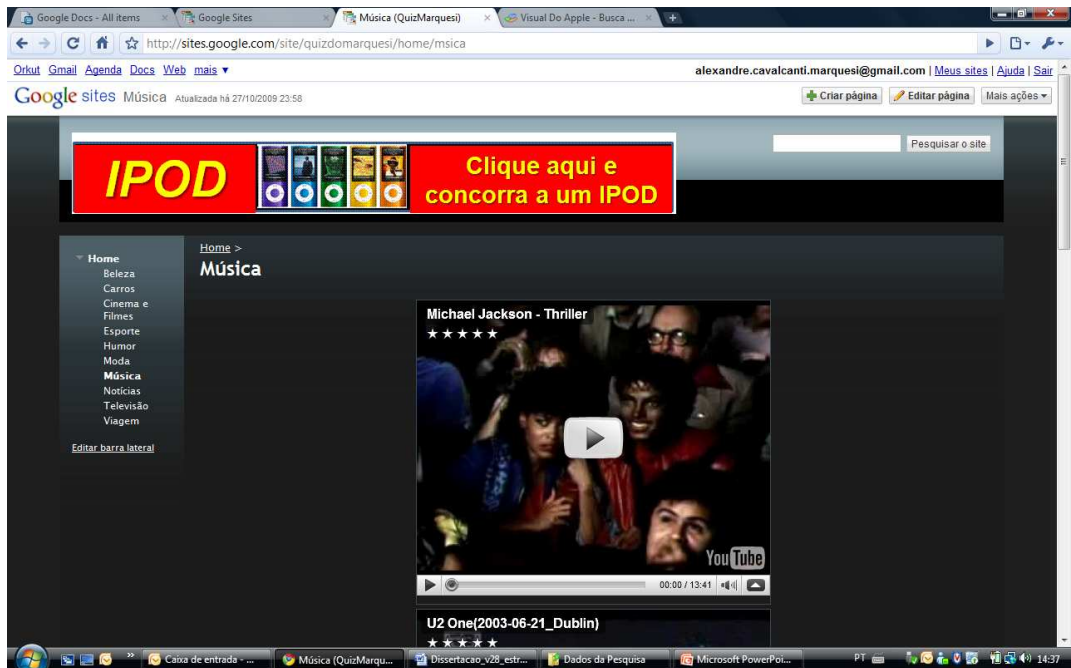 Google Docs - All items
Google Sites
Música (QuizMarquesi)
Visual Do Apple - Busca ...
http://sites.google.com/site/quizdomarquesi/home/msica
Orkut Gmail Agenda Docs Web mais ▼
alexandre.cavalcanti.marquesi@gmail.com | Meus sites | Ajuda | Sair
Google sites Música Atualizada há 27/10/2009 23:58
Criar página
Editar página
Mais ações
Pesquisar o site
IPOD
Clique aqui e
concorra a um IPOD
Home
Beleza
Carros
Cinema e
Filmes
Esporte
Humor
Moda
Música
Notícias
Televisão
Viagem
Editar barra lateral
Home >
Música
Michael Jackson - Thriller
YouTube
00:00 / 13:41
U2 One(2003-06-21_Dublin)
Caixa de entrada - ...
Música (QuizMarqu...
Dissertacao_v28_estr...
Dados da Pesquisa
Microsoft PowerPoi...
PT
14:37